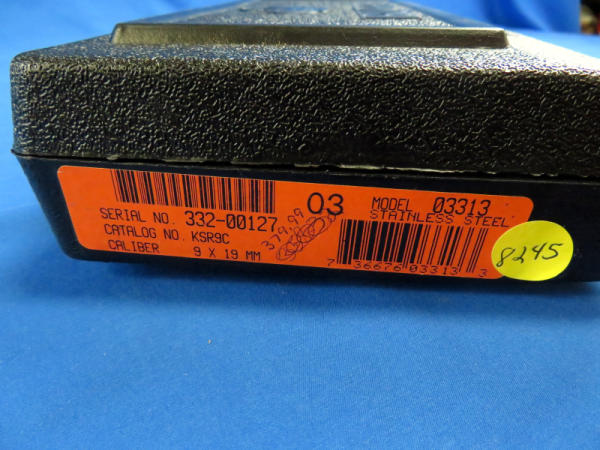 SERIAL NO. 332-00127
CATALOG NO. KSR9C
CALIBER 9 X 19 MM
03
379.99
MODEL 03313
STAINLESS STEEL
7 36676 03313 3
8245